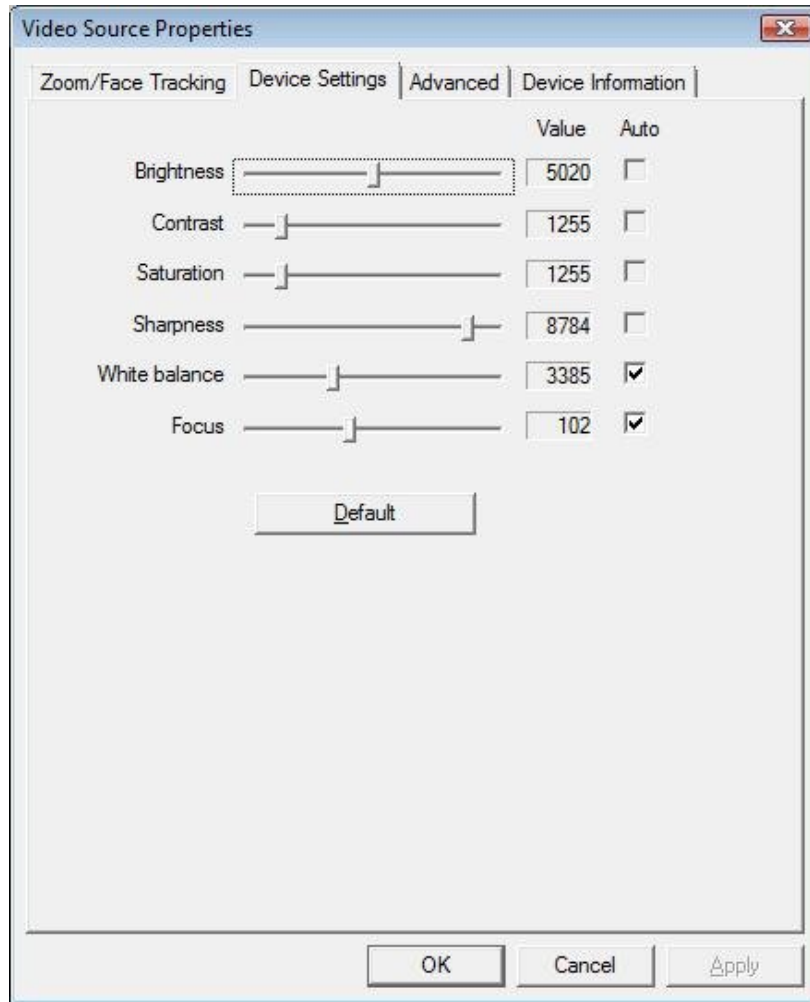 Video Source Properties
Zoom/Face Tracking Device Settings Advanced Device Information
Value Auto
Brightness 5020
Contrast 1255
Saturation 1255
Sharpness 8784
White balance 3385
Focus 102
Default
OK Cancel Apply